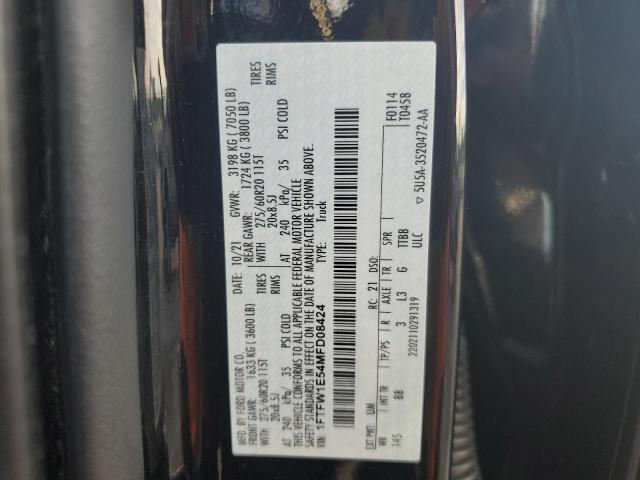 MFD. BY FORD MOTOR CO.
DATE: 10/21 GVWR: 3198 KG ( 7050 LB)
FRONT GAWR: 1633 KG ( 3600 LB) REAR GAWR: 1724 KG ( 3800 LB)
WITH 275/60R20 115T TIRES WITH 275/60R20 115T TIRES
20x8.5J RIMS 20x8.5J RIMS
AT 240 kPa/ 35 PSI COLD AT 240 kPa/ 35 PSI COLD
THIS VEHICLE CONFORMS TO ALL APPLICABLE FEDERAL MOTOR VEHICLE
SAFETY STANDARDS IN EFFECT ON THE DATE OF MANUFACTURE SHOWN ABOVE.
VIN: 1FTFW1E54MFD08424 TYPE: Truck
F0114
T0458
EXT PNT: UM RC: 21 DSO:
WB INT TR TP/PS R AXLE TR SPR
145 BB 3 L3 G TTBB
ULC
2202110291319
▽ 5U5A-3520472-AA